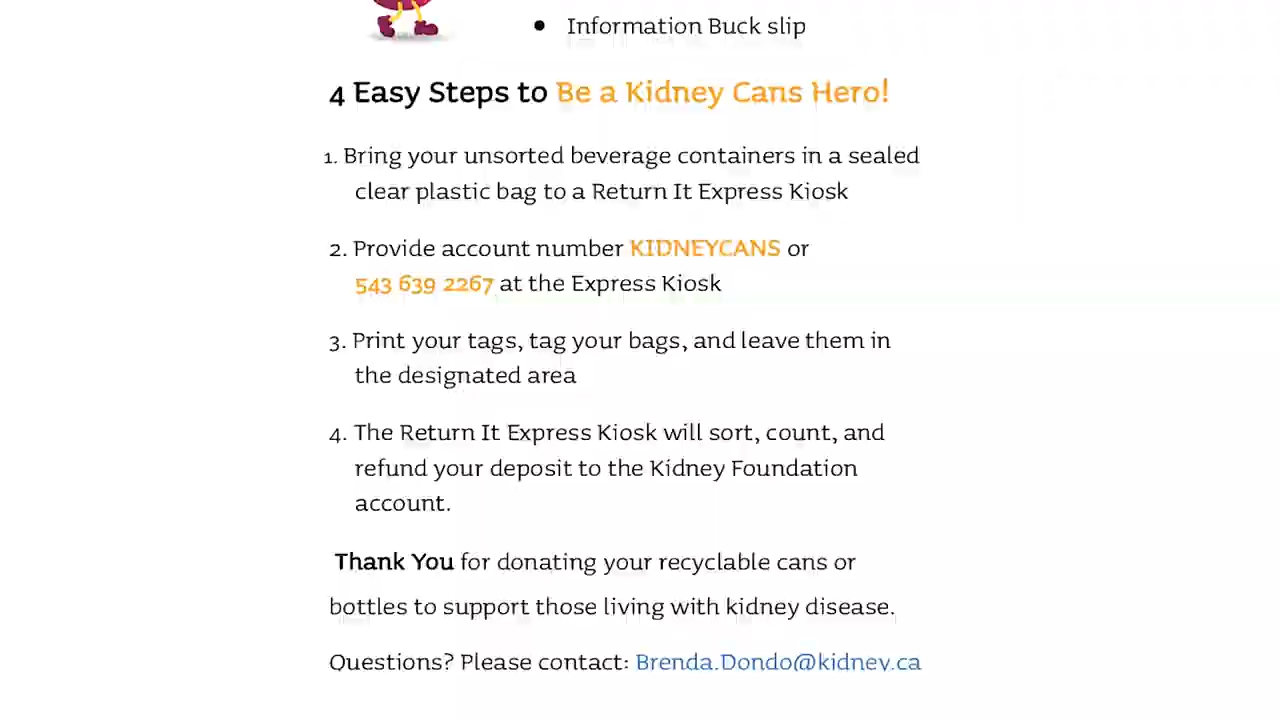 • Information Buck slip
4 Easy Steps to Be a Kidney Cans Hero!
1. Bring your unsorted beverage containers in a sealed
clear plastic bag to a Return It Express Kiosk
2. Provide account number KIDNEYCANS or
543 639 2267 at the Express Kiosk
3. Print your tags, tag your bags, and leave them in
the designated area
4. The Return It Express Kiosk will sort, count, and
refund your deposit to the Kidney Foundation
account.
Thank You for donating your recyclable cans or
bottles to support those living with kidney disease.
Questions? Please contact: Brenda.Dondo@kidney.ca